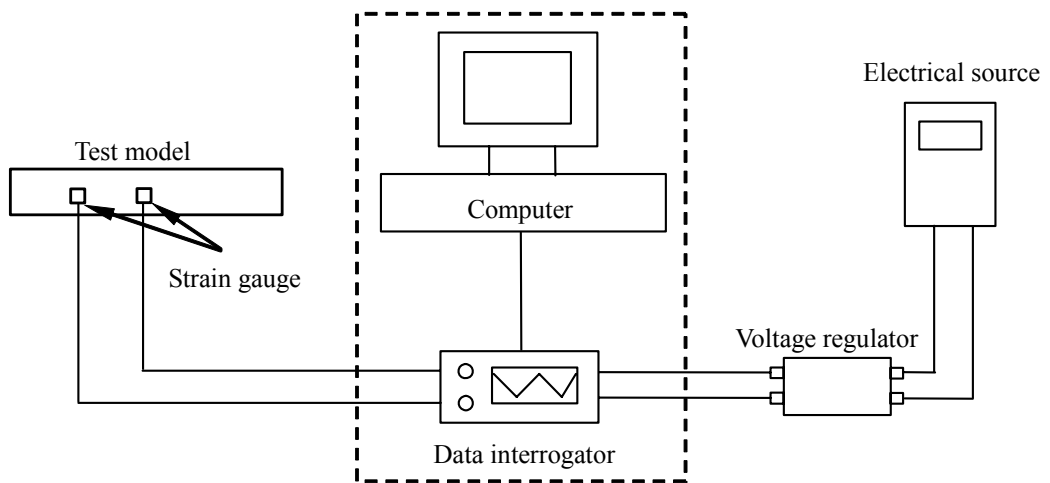 Electrical source
Test model
Computer
Strain gauge
Voltage regulator
Data interrogator